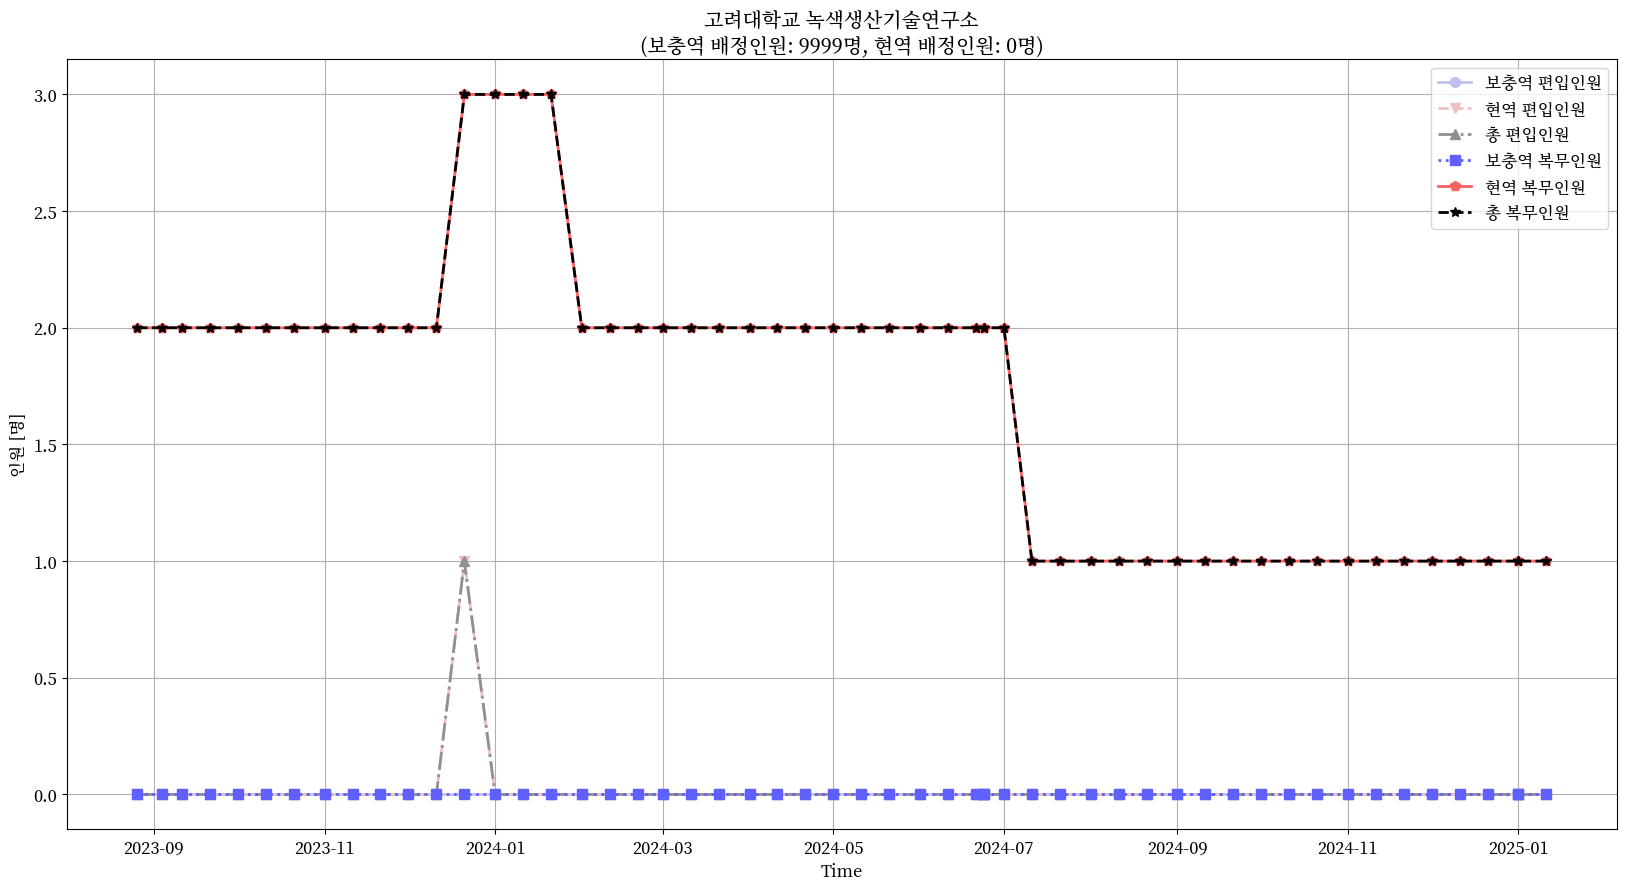 고려대학교 녹색생산기술연구소
(보충역 배정인원: 9999명, 현역 배정인원: 0명)
보충역 편입인원
현역 편입인원
총 편입인원
보충역 복무인원
현역 복무인원
총 복무인원
인원 [명]
3.0
2.5
2.0
1.5
1.0
0.5
0.0
2023-09
2023-11
2024-01
2024-03
2024-05
2024-07
2024-09
2024-11
2025-01
Time